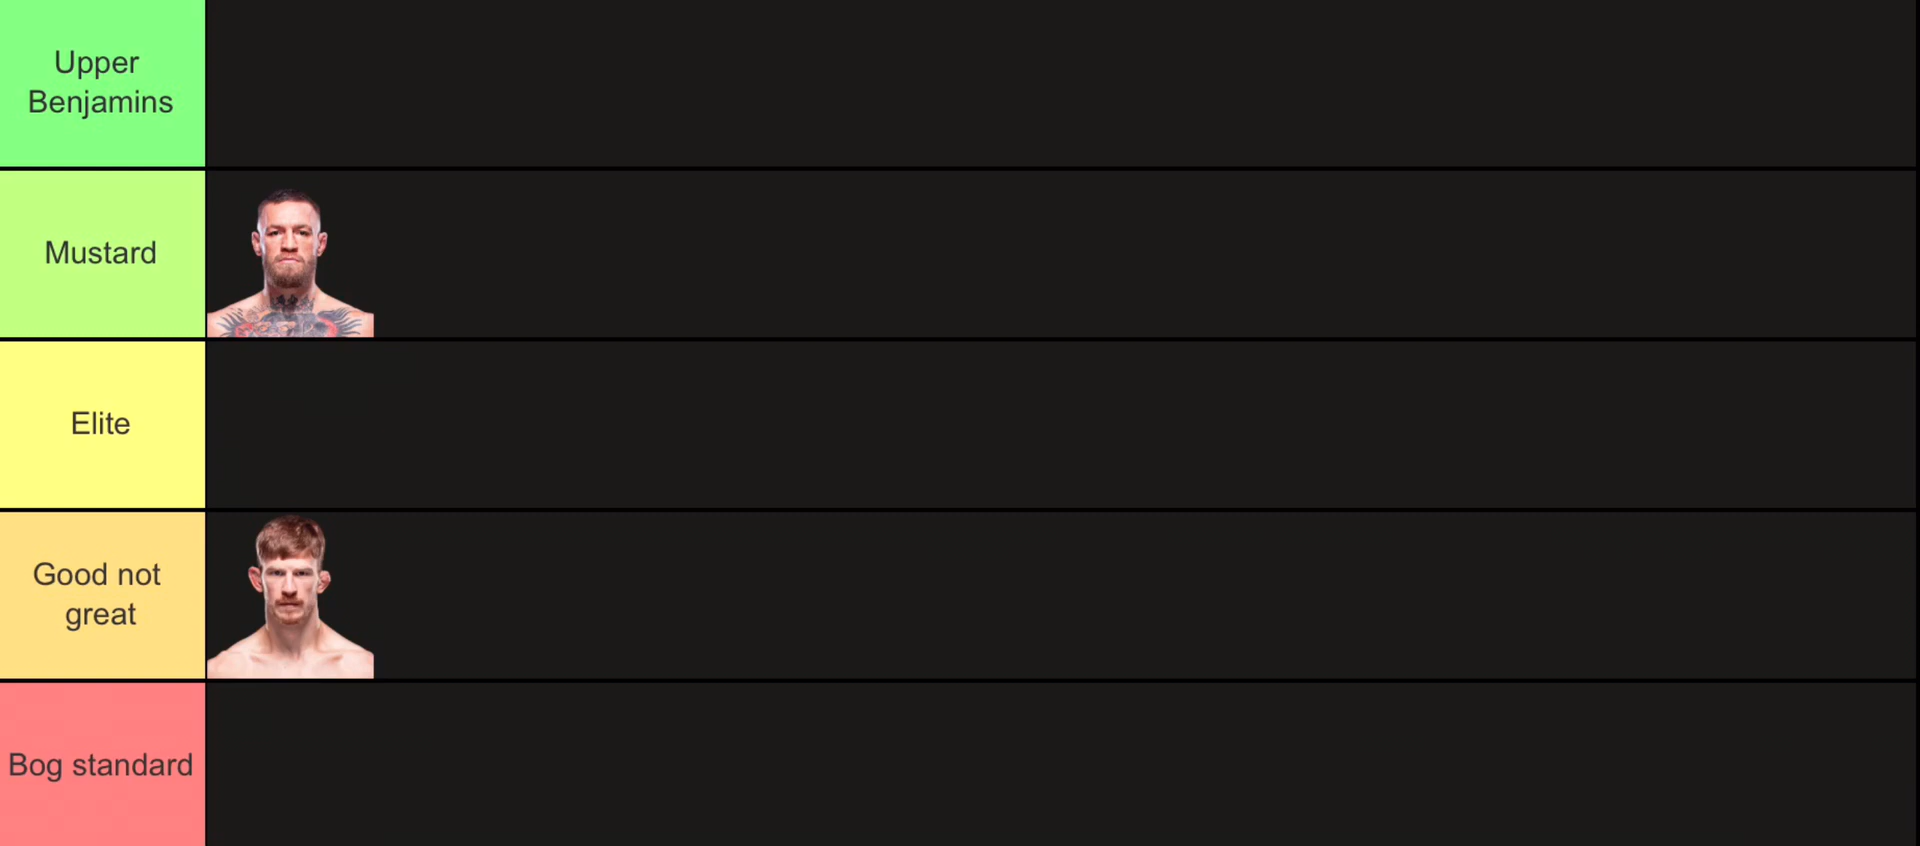 Upper
Benjamins
Mustard
Elite
Good not
great
Bog standard